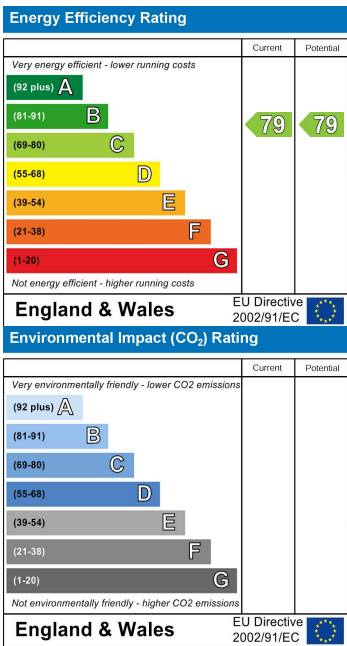 Energy Efficiency Rating
Current Potential
Very energy efficient - lower running costs
(92 plus) A
(81-91) B
79 79
(69-80) C
(55-68) D
(39-54) E
(21-38) F
(1-20) G
Not energy efficient - higher running costs
England & Wales
EU Directive
2002/91/EC
Environmental Impact (CO₂) Rating
Current Potential
Very environmentally friendly - lower CO2 emissions
(92 plus) A
(81-91) B
(69-80) C
(55-68) D
(39-54) E
(21-38) F
(1-20) G
Not environmentally friendly - higher CO2 emissions
England & Wales
EU Directive
2002/91/EC